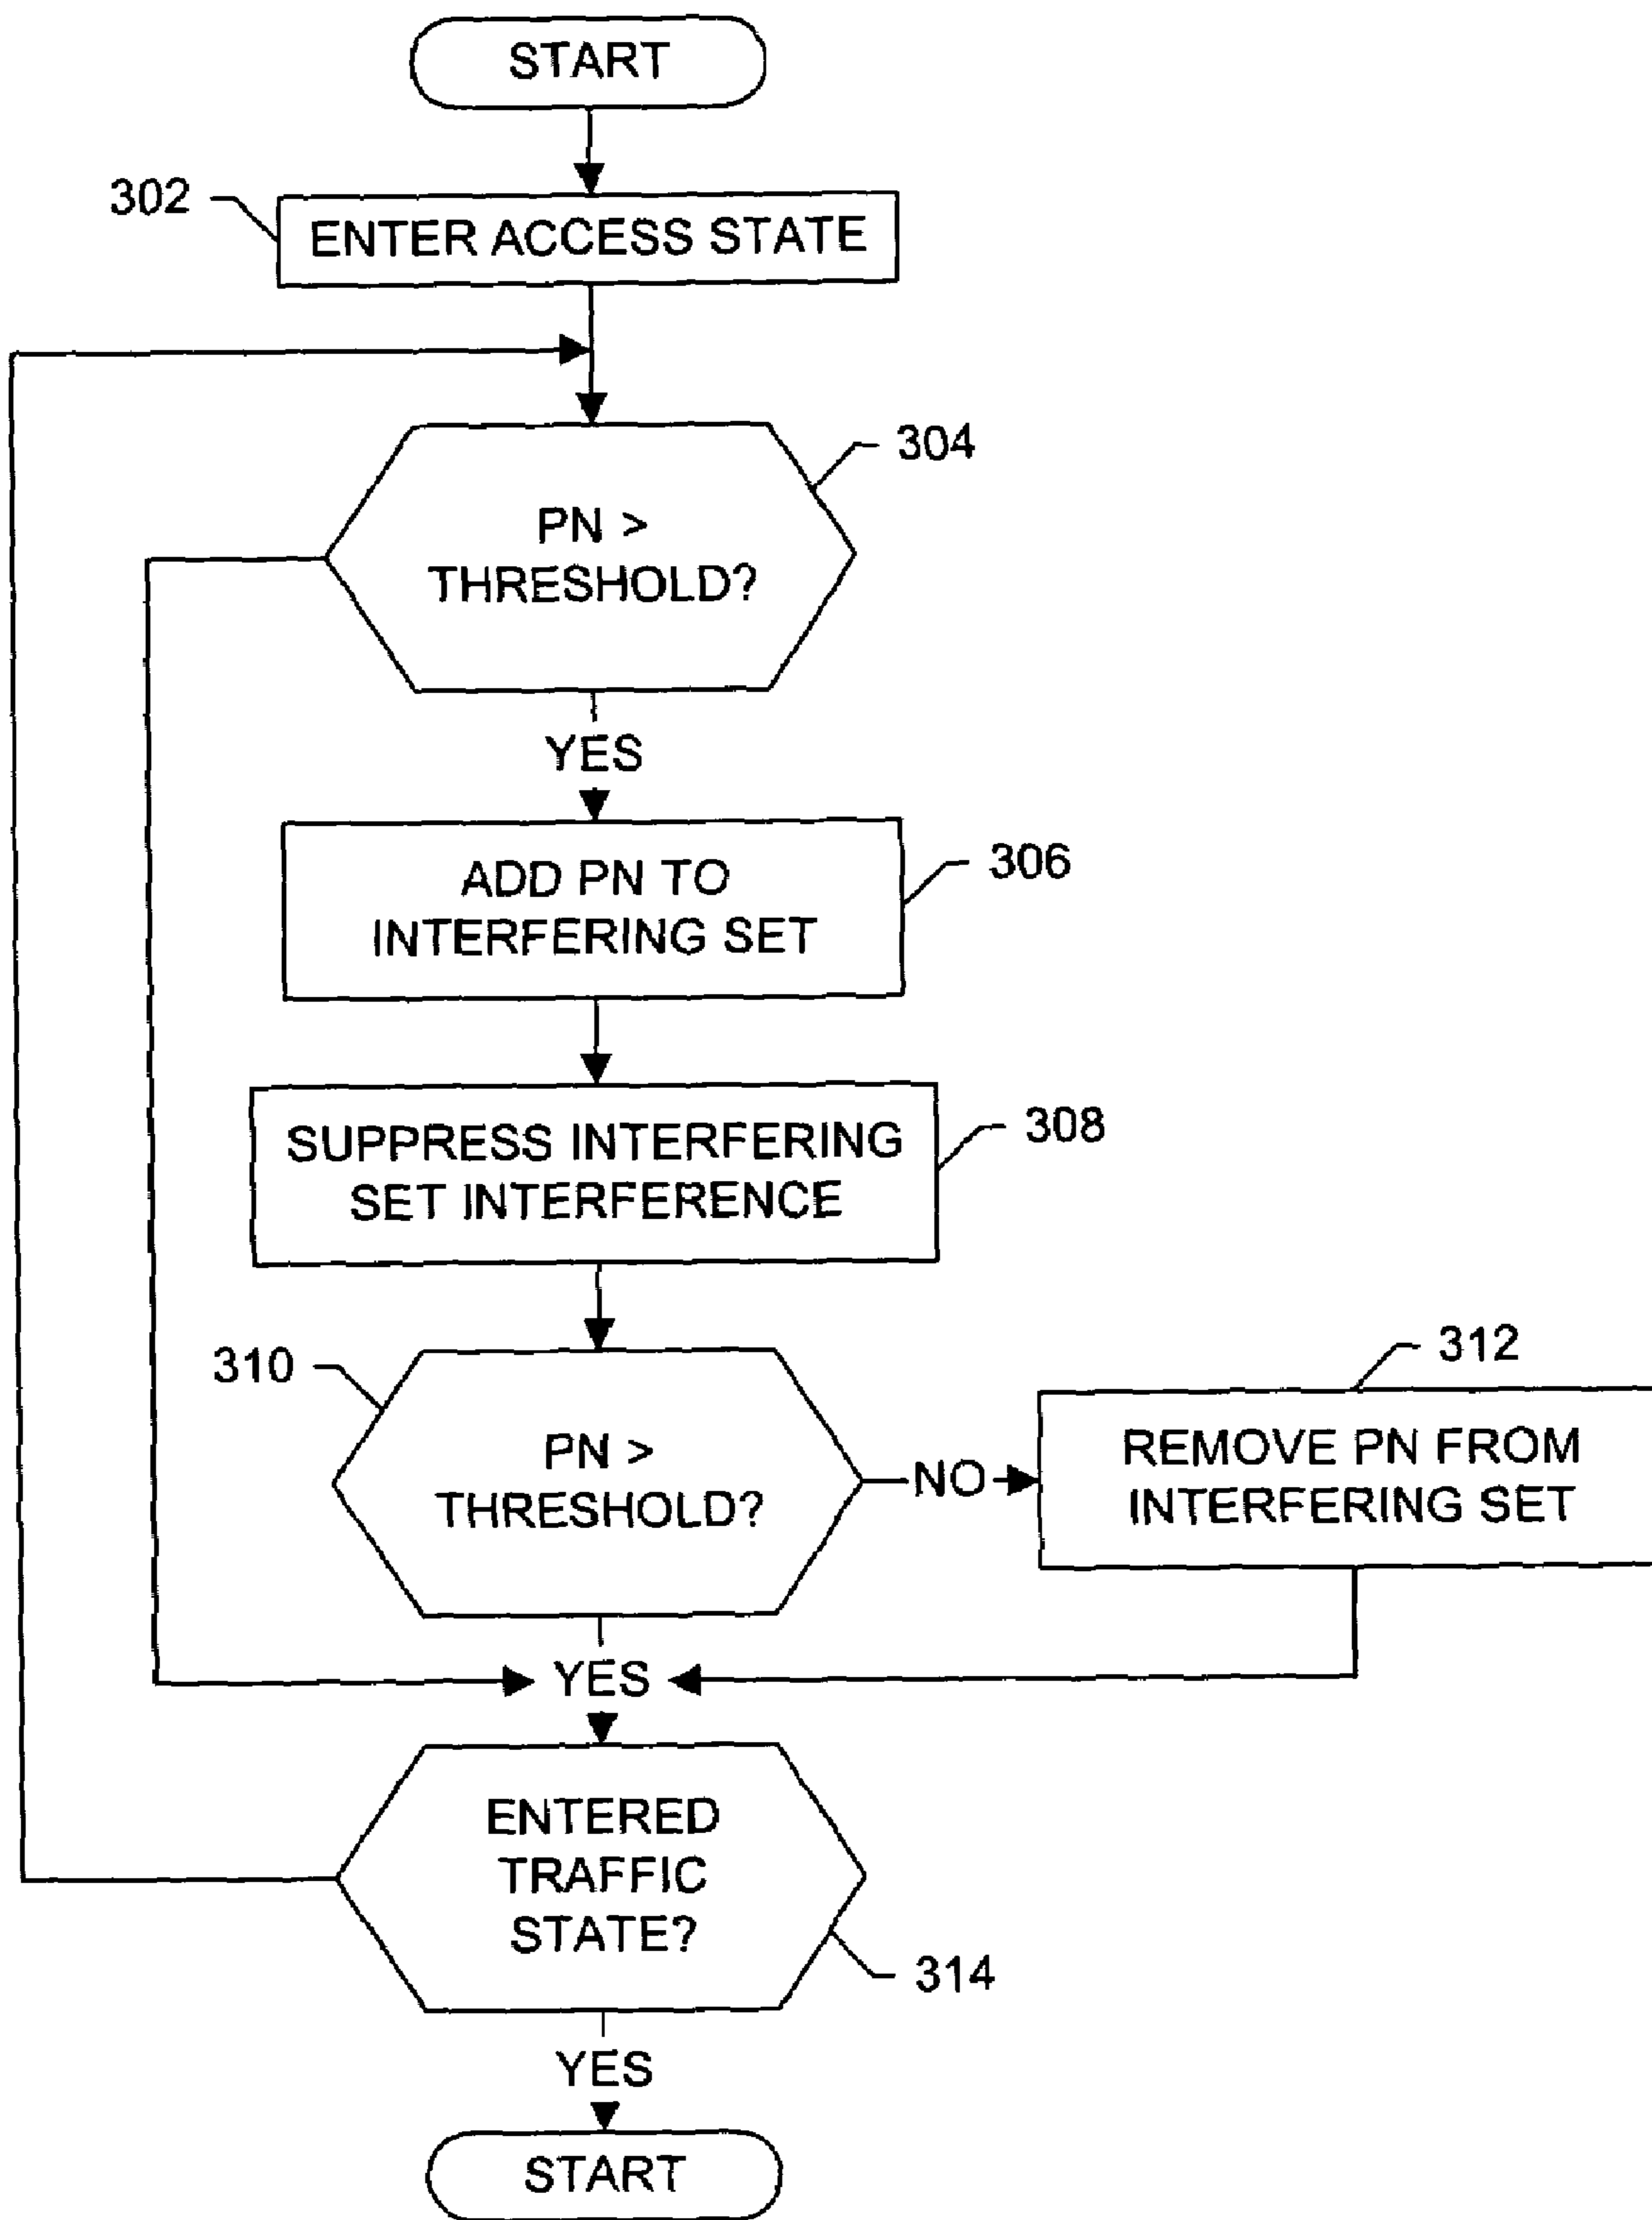 START
302
ENTER ACCESS STATE
304
PN >
THRESHOLD?
YES
306
ADD PN TO
INTERFERING SET
308
SUPPRESS INTERFERING
SET INTERFERENCE
310
PN >
THRESHOLD?
NO
312
REMOVE PN FROM
INTERFERING SET
YES
ENTERED
TRAFFIC
STATE?
314
YES
START